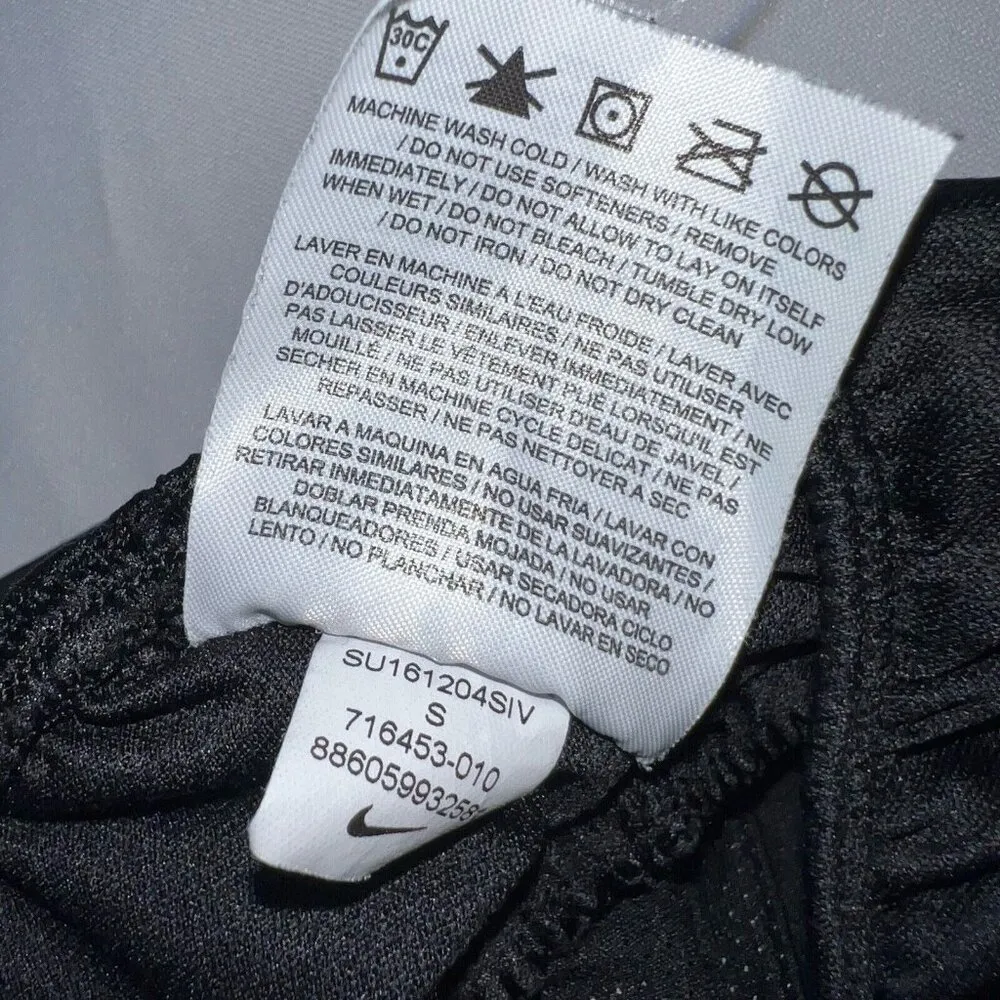 30C
MACHINE WASH COLD / WASH WITH LIKE COLORS
/ DO NOT USE SOFTENERS / REMOVE
IMMEDIATELY / DO NOT ALLOW TO LAY ON ITSELF
WHEN WET / DO NOT BLEACH / TUMBLE DRY LOW
/ DO NOT IRON / DO NOT DRY CLEAN
LAVER EN MACHINE A L'EAU FROIDE / LAVER AVEC
COULEURS SIMILAIRES / NE PAS UTILISER
D'ADOUCISSEUR / ENLEVER IMMEDIATEMENT / NE
PAS LAISSER LE VÊTEMENT PLIÉ LORSQU'IL EST
MOUILLÉ / NE PAS UTILISER D'EAU DE JAVEL /
SECHER EN MACHINE CYCLE DELICAT / NE PAS
REPASSER / NE PAS NETTOYER A SEC
LAVAR A MAQUINA EN AGUA FRIA / LAVAR CON
COLORES SIMILARES / NO USAR SUAVIZANTES /
RETIRAR INMEDIATAMENTE DE LA LAVADORA / NO
DOBLAR PRENDA MOJADA / NO USAR
BLANQUEADORES / USAR SECADORA CICLO
LENTO / NO PLANCHAR / NO LAVAR EN SECO
SU161204SIV
S
716453-010
88605993258